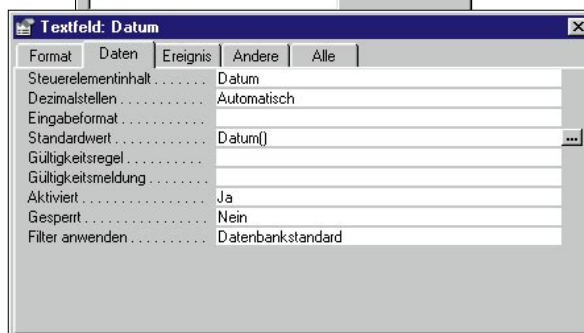 Textfeld: Datum
Format Daten Ereignis Andere Alle
Steuerelementinhalt....... Datum
Dezimalstellen........... Automatisch
Eingabeformat...........
Standardwert............ Datum()
Gültigkeitsregel..........
Gültigkeitsmeldung........
Aktiviert................. Ja
Gesperrt................ Nein
Filter anwenden.......... Datenbankstandard